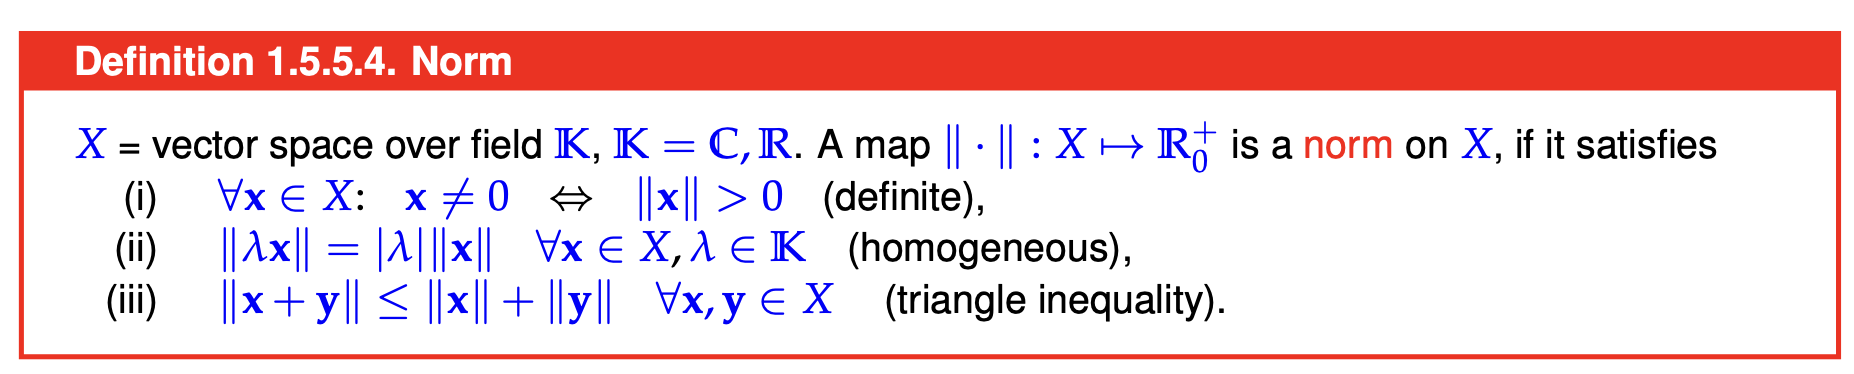 Definition 1.5.5.4. Norm
X = vector space over field 𝕂, 𝕂 = ℂ, ℝ. A map ‖ · ‖ : X ↦ ℝ₀⁺ is a norm on X, if it satisfies
(i) ∀𝐱 ∈ X: 𝐱 ≠ 0 ⇔ ‖𝐱‖ > 0 (definite),
(ii) ‖λ𝐱‖ = |λ|‖𝐱‖ ∀𝐱 ∈ X, λ ∈ 𝕂 (homogeneous),
(iii) ‖𝐱 + 𝐲‖ ≤ ‖𝐱‖ + ‖𝐲‖ ∀𝐱, 𝐲 ∈ X (triangle inequality).